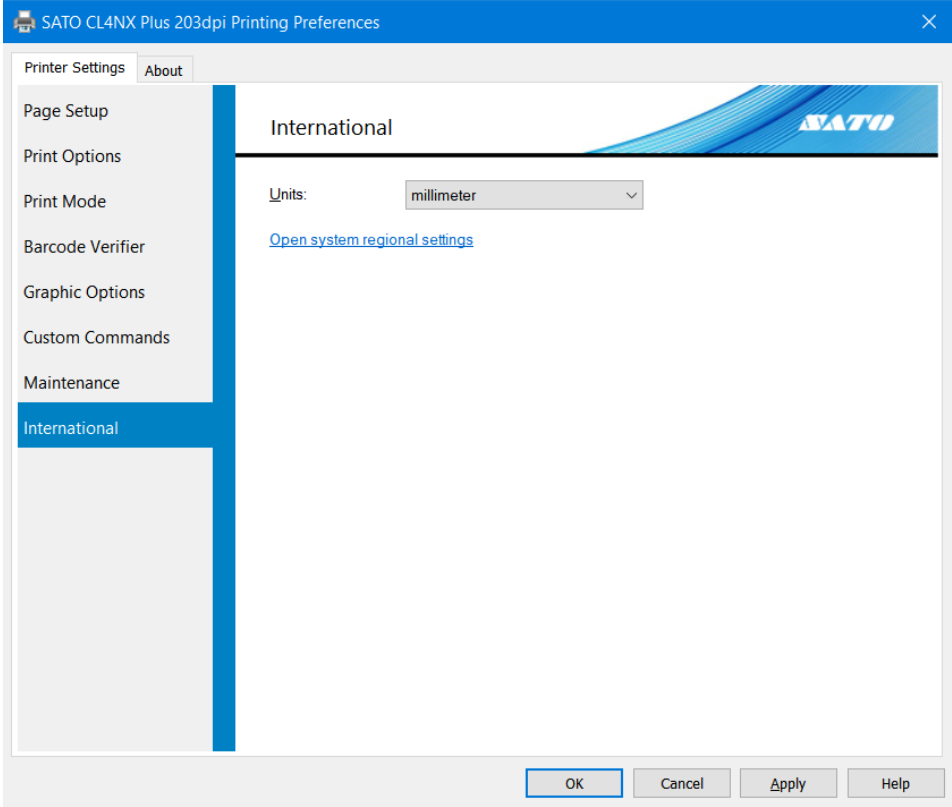 SATO CL4NX Plus 203dpi Printing Preferences
Printer Settings
About
Page Setup
Print Options
Print Mode
Barcode Verifier
Graphic Options
Custom Commands
Maintenance
International
International
SATO
Units:
millimeter
Open system regional settings
OK
Cancel
Apply
Help